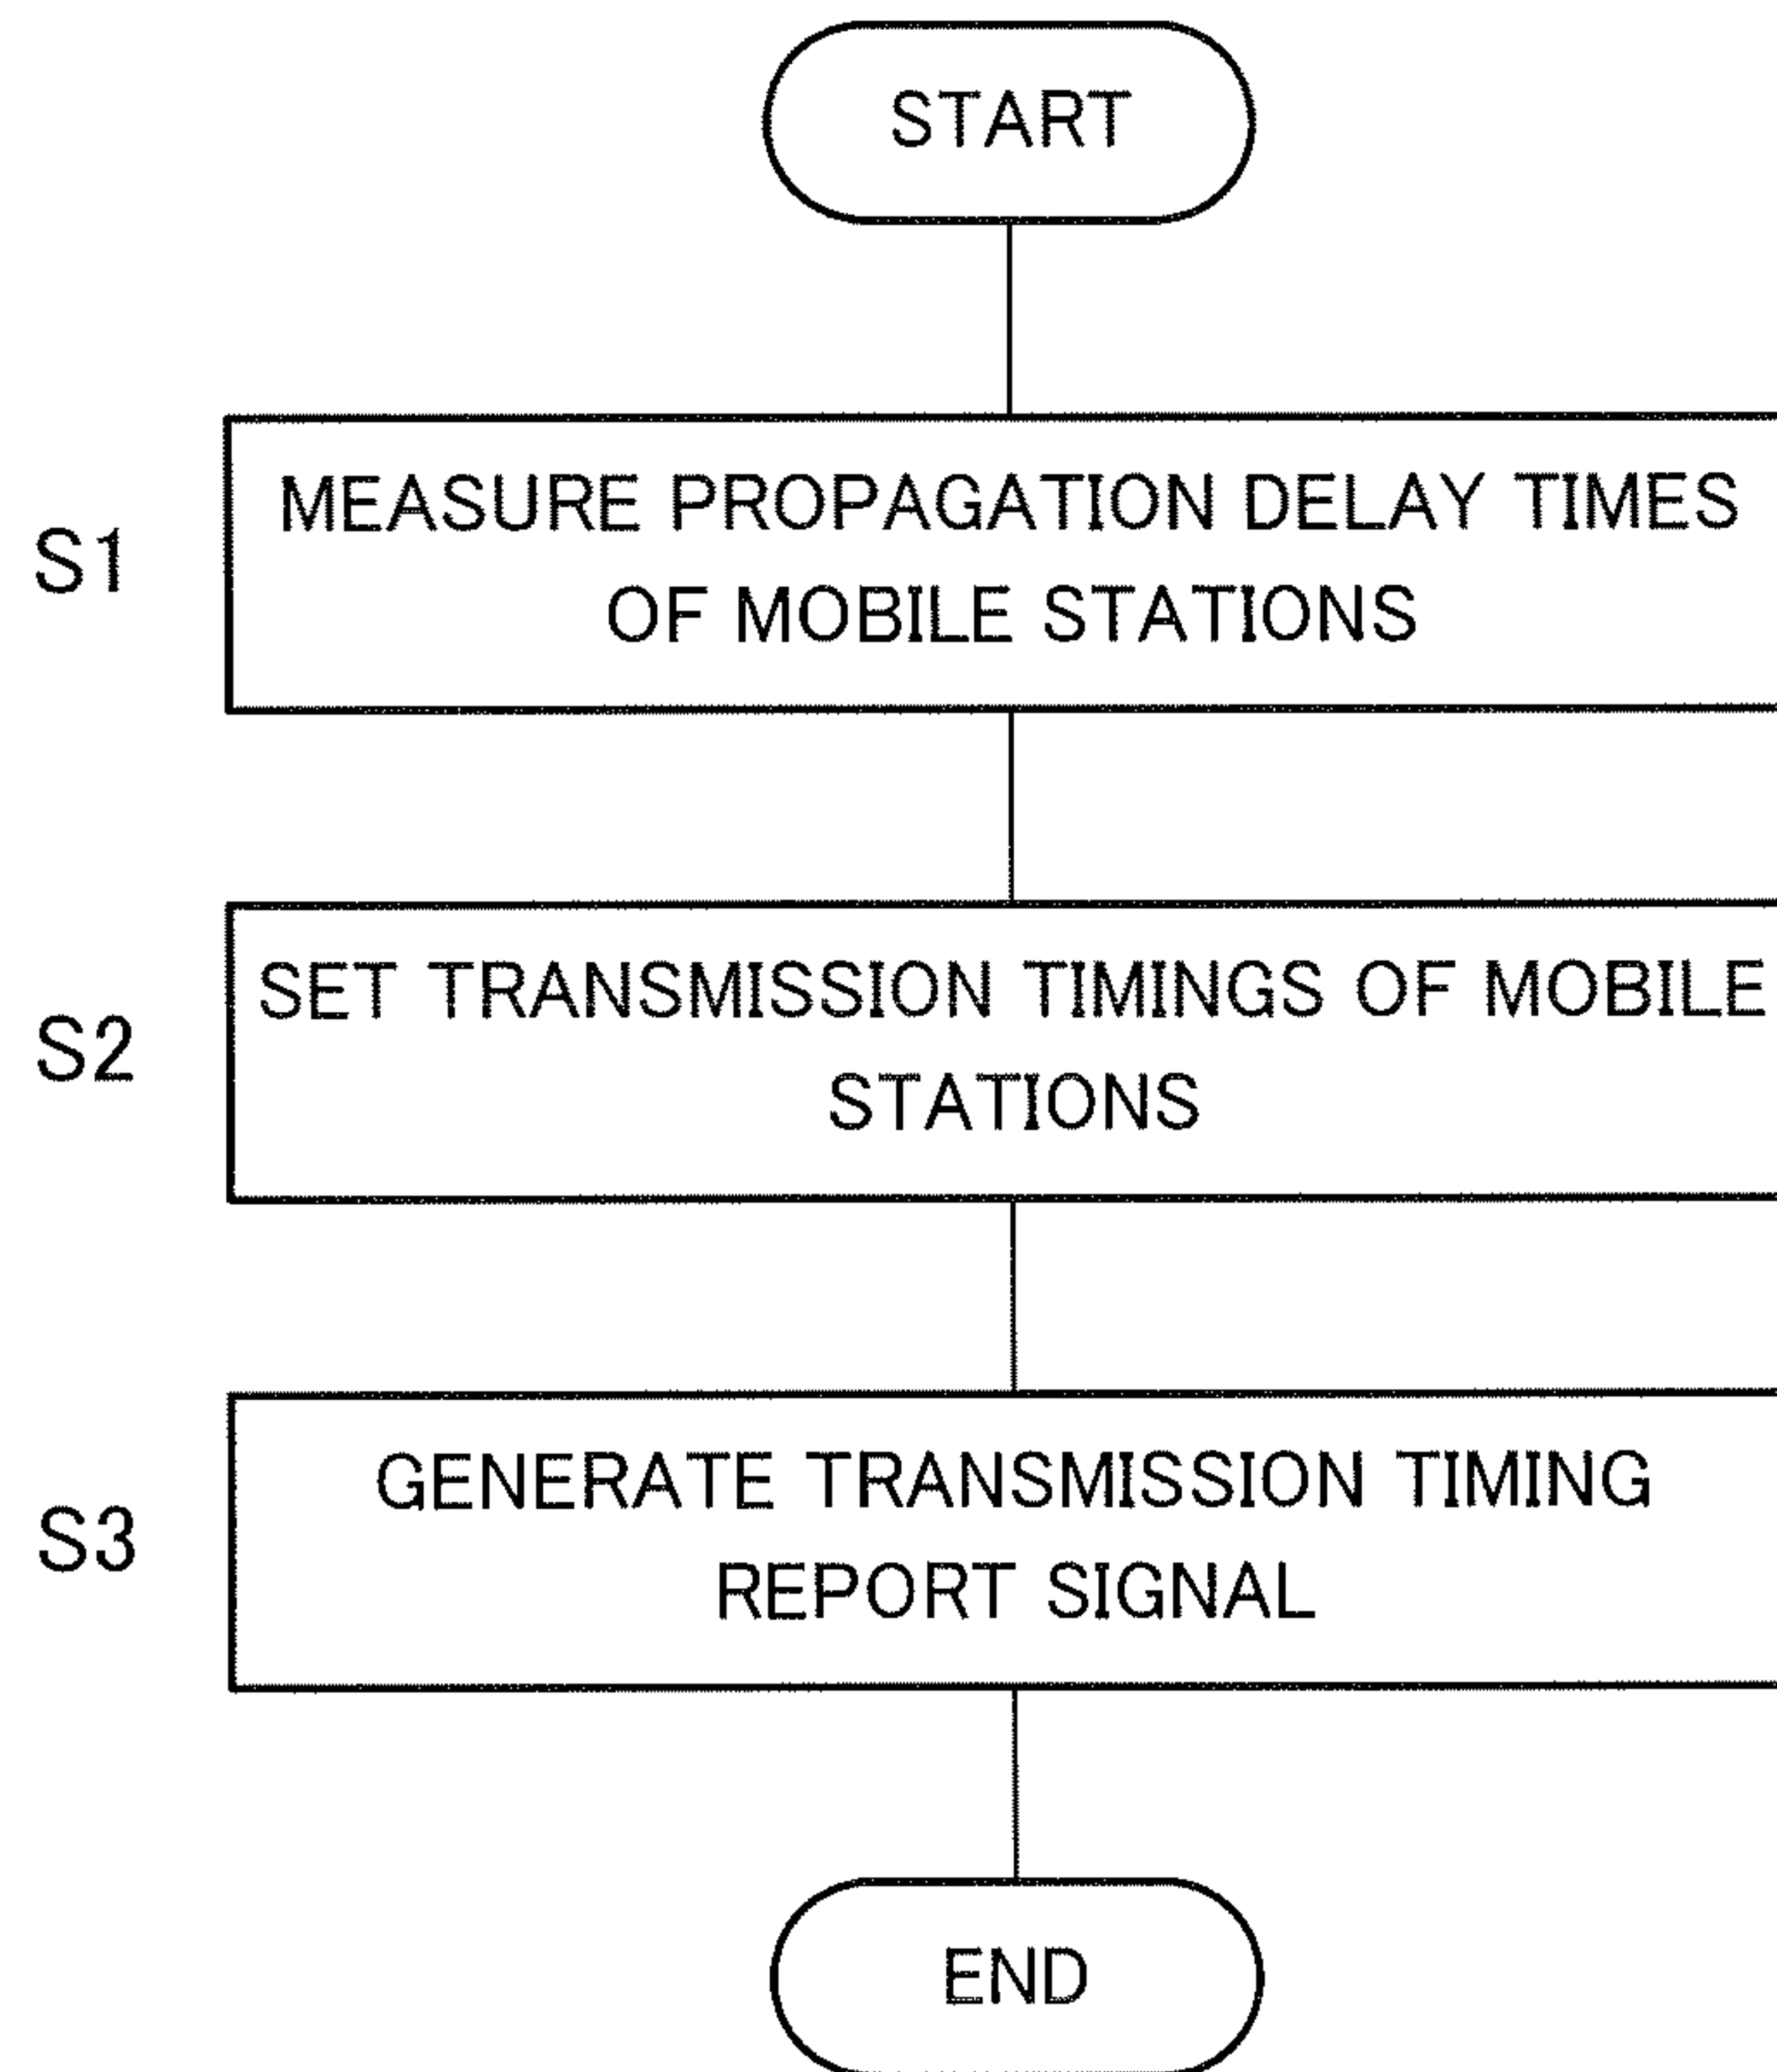 START
S1
MEASURE PROPAGATION DELAY TIMES
OF MOBILE STATIONS
S2
SET TRANSMISSION TIMINGS OF MOBILE
STATIONS
S3
GENERATE TRANSMISSION TIMING
REPORT SIGNAL
END